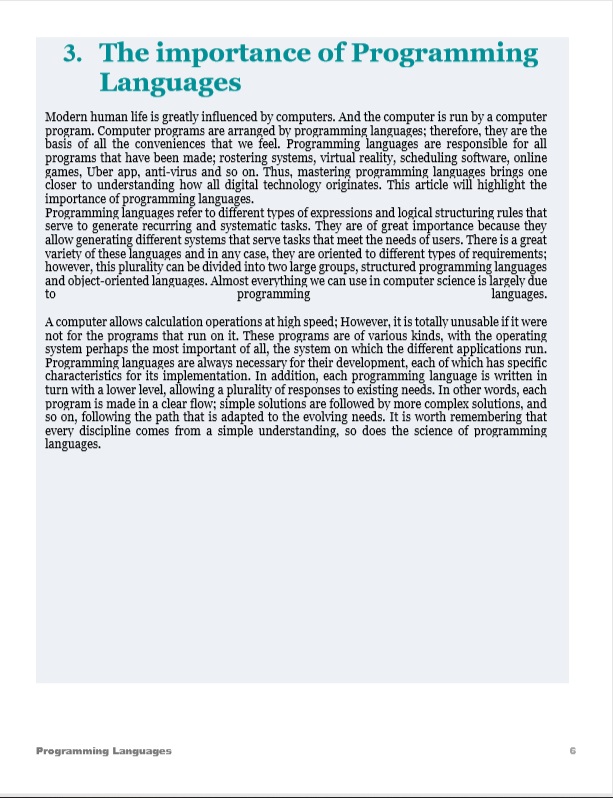 3. The importance of Programming
Languages
Modern human life is greatly influenced by computers. And the computer is run by a computer
program. Computer programs are arranged by programming languages; therefore, they are the
basis of all the conveniences that we feel. Programming languages are responsible for all
programs that have been made; rostering systems, virtual reality, scheduling software, online
games, Uber app, anti-virus and so on. Thus, mastering programming languages brings one
closer to understanding how all digital technology originates. This article will highlight the
importance of programming languages.
Programming languages refer to different types of expressions and logical structuring rules that
serve to generate recurring and systematic tasks. They are of great importance because they
allow generating different systems that serve tasks that meet the needs of users. There is a great
variety of these languages and in any case, they are oriented to different types of requirements;
however, this plurality can be divided into two large groups, structured programming languages
and object-oriented languages. Almost everything we can use in computer science is largely due
to programming languages.
A computer allows calculation operations at high speed; However, it is totally unusable if it were
not for the programs that run on it. These programs are of various kinds, with the operating
system perhaps the most important of all, the system on which the different applications run.
Programming languages are always necessary for their development, each of which has specific
characteristics for its implementation. In addition, each programming language is written in
turn with a lower level, allowing a plurality of responses to existing needs. In other words, each
program is made in a clear flow; simple solutions are followed by more complex solutions, and
so on, following the path that is adapted to the evolving needs. It is worth remembering that
every discipline comes from a simple understanding, so does the science of programming
languages.
Programming Languages 6